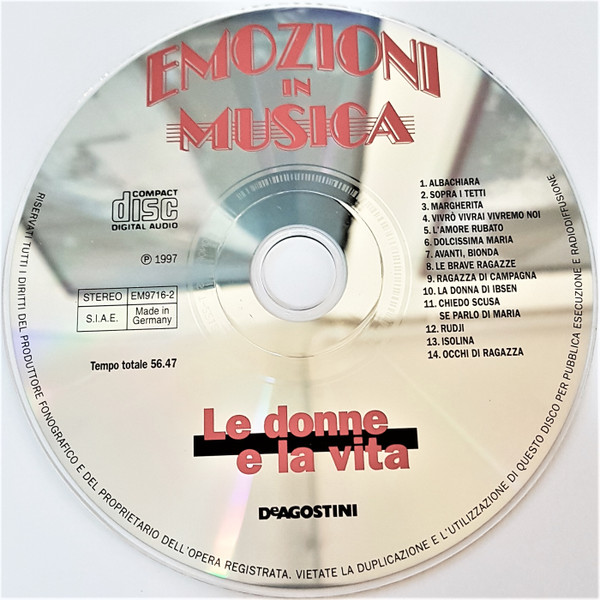 EMOZIONI
IN
MUSICA
COMPACT
disc
DIGITAL AUDIO
℗ 1997
STEREO EM9716-2
S.I.A.E. Made in
Germany
Tempo totale 56.47
1. ALBACHIARA
2. SOPRA I TETTI
3. MARGHERITA
4. VIVRÒ VIVRAI VIVREMO NOI
5. L'AMORE RUBATO
6. DOLCISSIMA MARIA
7. AVANTI, BIONDA
8. LE BRAVE RAGAZZE
9. RAGAZZA DI CAMPAGNA
10. LA DONNA DI IBSEN
11. CHIEDO SCUSA
SE PARLO DI MARIA
12. RUDJI
13. ISOLINA
14. OCCHI DI RAGAZZA
Le donne
e la vita
DeAGOSTINI
RISERVATI TUTTI I DIRITTI DEL PRODUTTORE FONOGRAFICO E DEL PROPRIETARIO DELL'OPERA REGISTRATA. VIETATE LA DUPLICAZIONE E L'UTILIZZAZIONE DI QUESTO DISCO PER PUBBLICA ESECUZIONE E RADIODIFFUSIONE